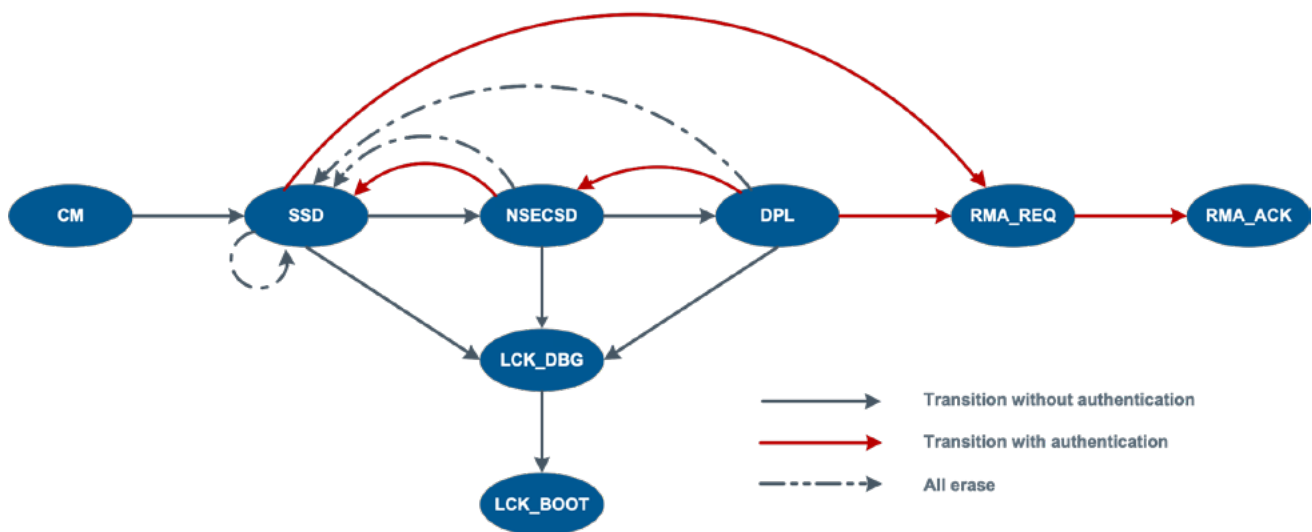 CM
SSD
NSECSD
DPL
RMA_REQ
RMA_ACK
LCK_DBG
LCK_BOOT
Transition without authentication
Transition with authentication
All erase